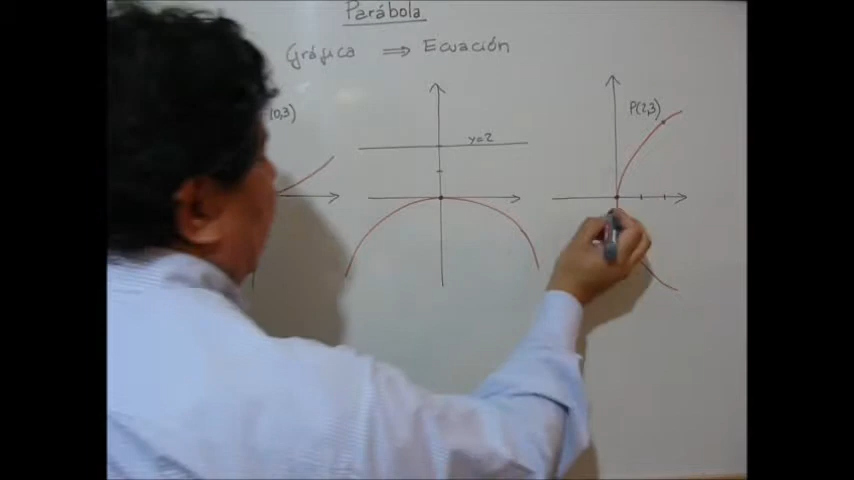 Parábola
Gráfica ⇒ Ecuación
(0,3)
y=2
P(2,3)